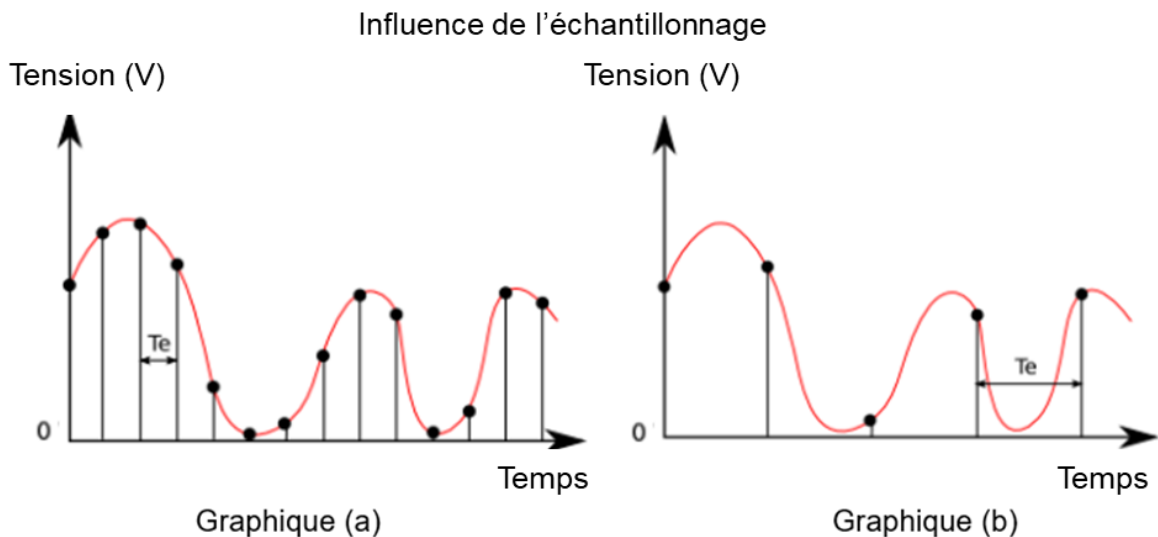 Influence de l'échantillonnage
Tension (V)
Tension (V)
Te
Te
0
0
Temps
Temps
Graphique (a)
Graphique (b)